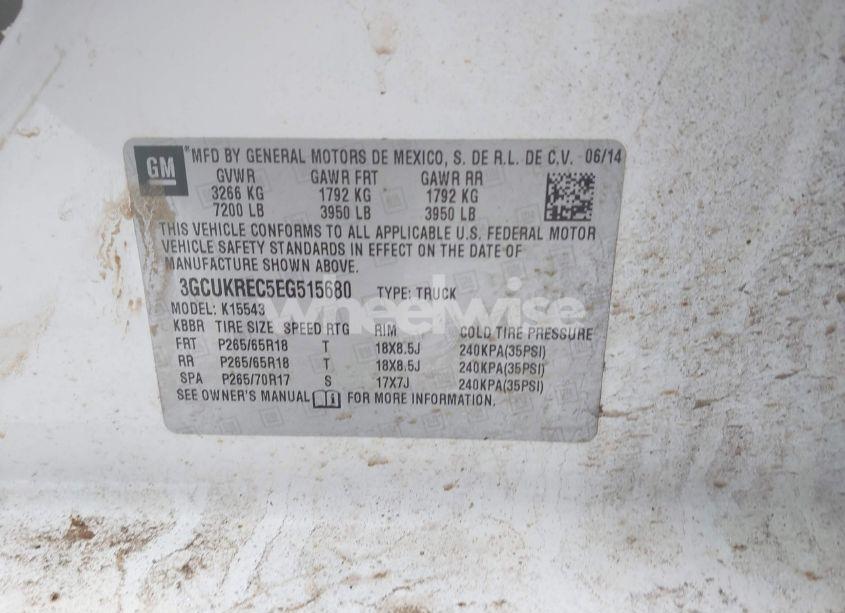 GM
*MFD BY GENERAL MOTORS DE MEXICO, S. DE R.L. DE C.V. 06/14
GVWR GAWR FRT GAWR RR
3266 KG 1792 KG 1792 KG
7200 LB 3950 LB 3950 LB
THIS VEHICLE CONFORMS TO ALL APPLICABLE U.S. FEDERAL MOTOR
VEHICLE SAFETY STANDARDS IN EFFECT ON THE DATE OF
MANUFACTURE SHOWN ABOVE.
3GCUKREC5EG515680 TYPE: TRUCK
wheelwise
MODEL: K15543
KBBR TIRE SIZE SPEED RTG RIM COLD TIRE PRESSURE
FRT P265/65R18 T 18X8.5J 240KPA(35PSI)
RR P265/65R18 T 18X8.5J 240KPA(35PSI)
SPA P265/70R17 S 17X7J 240KPA(35PSI)
SEE OWNER'S MANUAL FOR MORE INFORMATION.